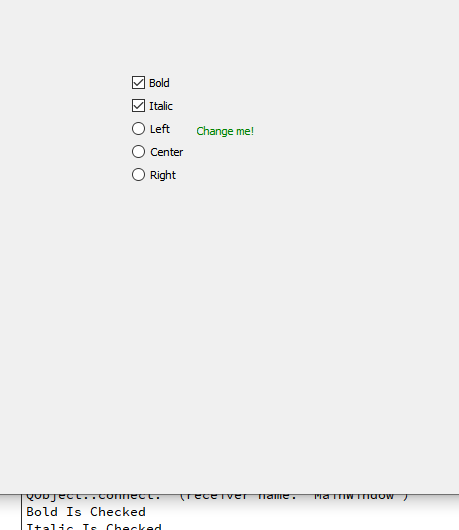 Bold
Italic
Left
Change me!
Center
Right
QObject::connect: (receiver name: 'MainWindow')
Bold Is Checked
Italic Is Checked